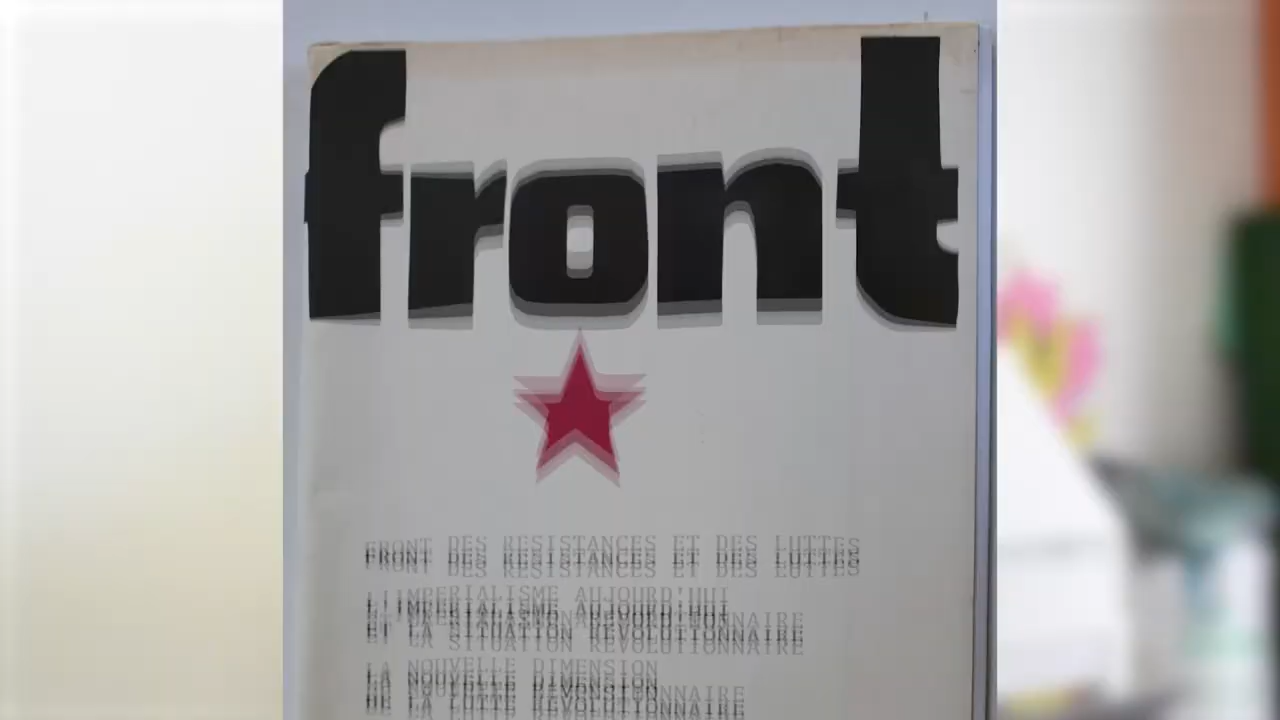 front
FRONT DES RESISTANCES ET DES LUTTES
L'IMPERIALISME AUJOURD'HUI
ET LA SITUATION REVOLUTIONNAIRE
LA NOUVELLE DIMENSION
DE LA LUTTE REVOLUTIONNAIRE